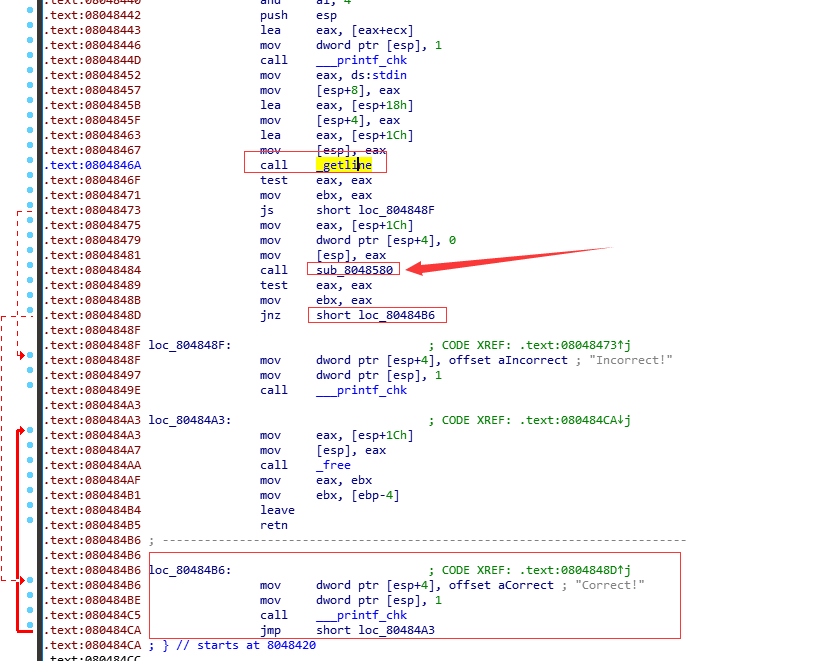 .text:08048440 and al, 4
.text:08048442 push esp
.text:08048443 lea eax, [eax+ecx]
.text:08048446 mov dword ptr [esp], 1
.text:0804844D call ___printf_chk
.text:08048452 mov eax, ds:stdin
.text:08048457 mov [esp+8], eax
.text:0804845B lea eax, [esp+18h]
.text:0804845F mov [esp+4], eax
.text:08048463 lea eax, [esp+1Ch]
.text:08048467 mov [esp], eax
.text:0804846A call _getline
.text:0804846F test eax, eax
.text:08048471 mov ebx, eax
.text:08048473 js short loc_804848F
.text:08048475 mov eax, [esp+1Ch]
.text:08048479 mov dword ptr [esp+4], 0
.text:08048481 mov [esp], eax
.text:08048484 call sub_8048580
.text:08048489 test eax, eax
.text:0804848B mov ebx, eax
.text:0804848D jnz short loc_80484B6
.text:0804848F
.text:0804848F loc_804848F: ; CODE XREF: .text:08048473↑j
.text:0804848F mov dword ptr [esp+4], offset aIncorrect ; "Incorrect!"
.text:08048497 mov dword ptr [esp], 1
.text:0804849E call ___printf_chk
.text:080484A3
.text:080484A3 loc_80484A3: ; CODE XREF: .text:080484CA↓j
.text:080484A3 mov eax, [esp+1Ch]
.text:080484A7 mov [esp], eax
.text:080484AA call _free
.text:080484AF mov eax, ebx
.text:080484B1 mov ebx, [ebp-4]
.text:080484B4 leave
.text:080484B5 retn
.text:080484B6 ; ---------------------------------------------------------------------------
.text:080484B6
.text:080484B6 loc_80484B6: ; CODE XREF: .text:0804848D↑j
.text:080484B6 mov dword ptr [esp+4], offset aCorrect ; "Correct!"
.text:080484BE mov dword ptr [esp], 1
.text:080484C5 call ___printf_chk
.text:080484CA jmp short loc_80484A3
.text:080484CA ; } // starts at 8048420
.text:080484CC